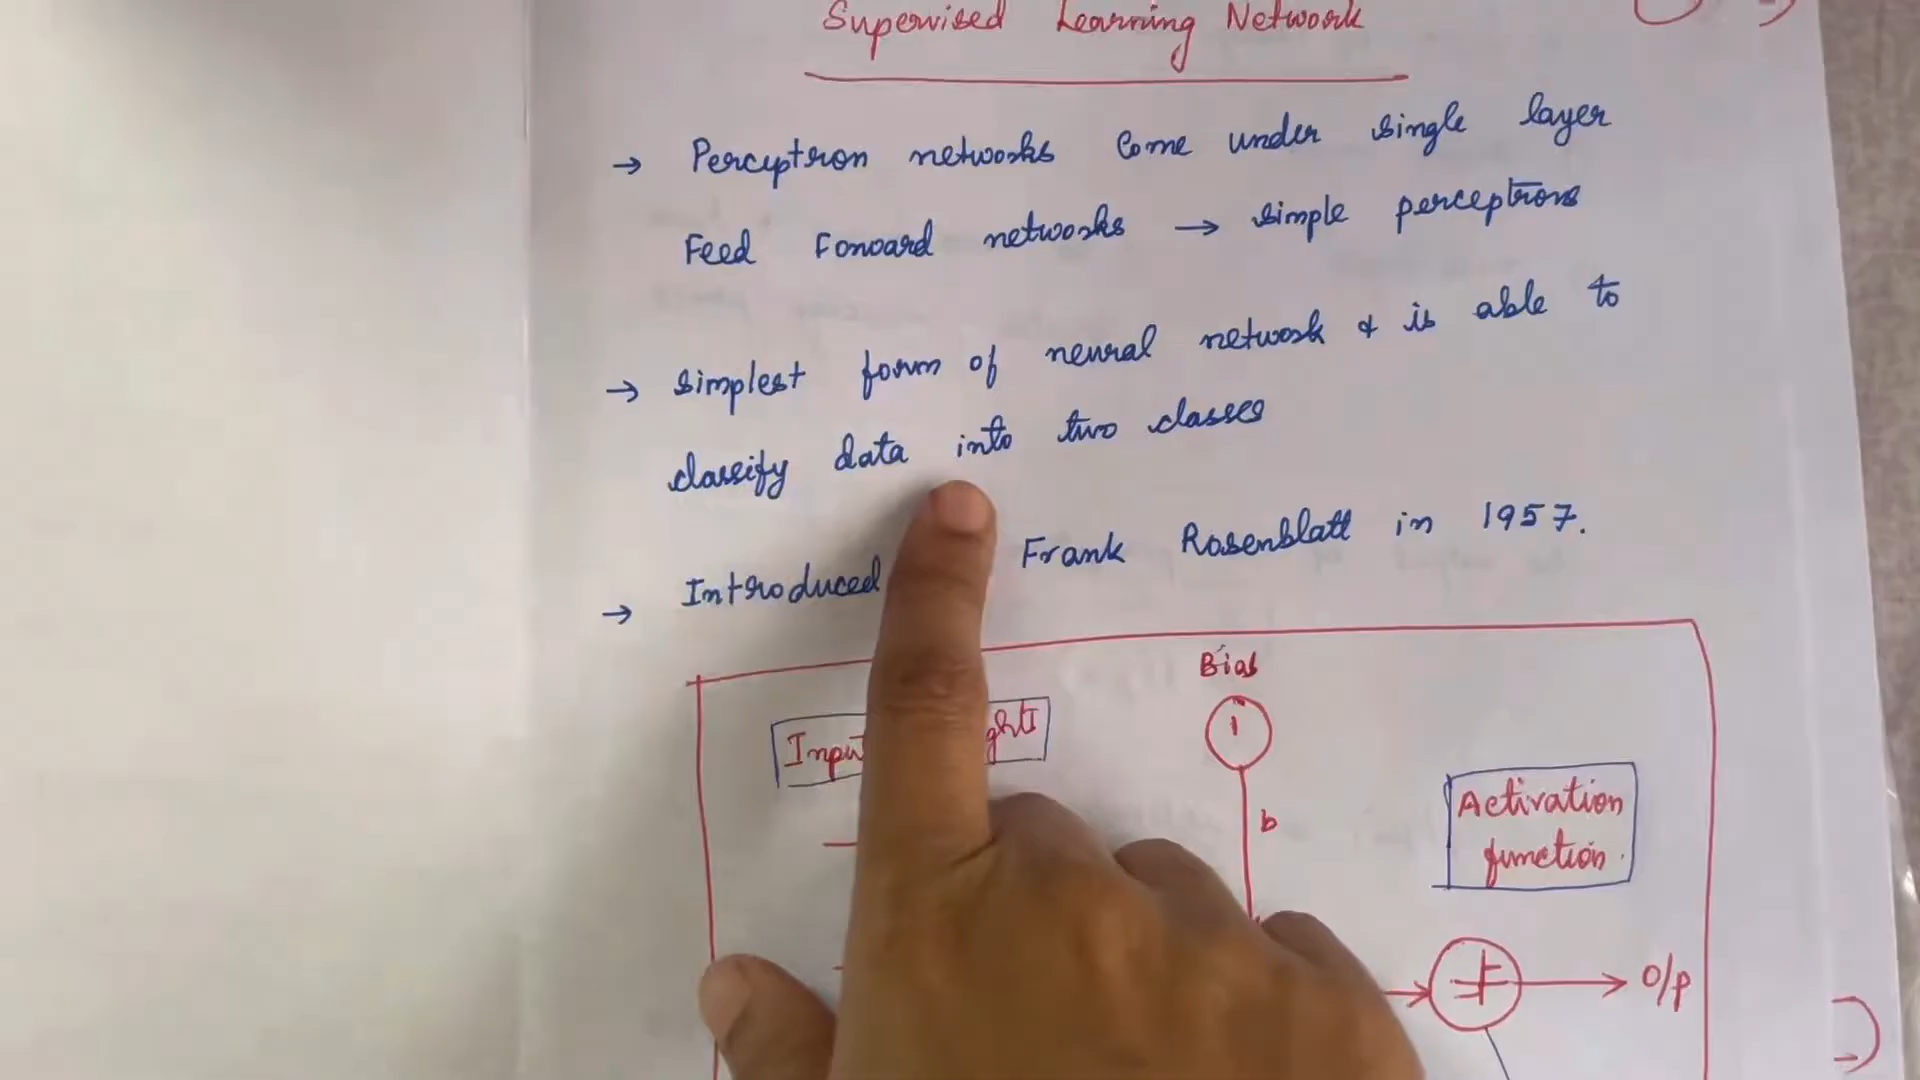 Supervised Learning Network
→ Perceptron networks come under single layer
Feed Forward networks → simple perceptrons
→ simplest form of neural network & is able to
classify data into two classes
→ Introduced Frank Rosenblatt in 1957.
Bias
1
b
Activation
function
O/p